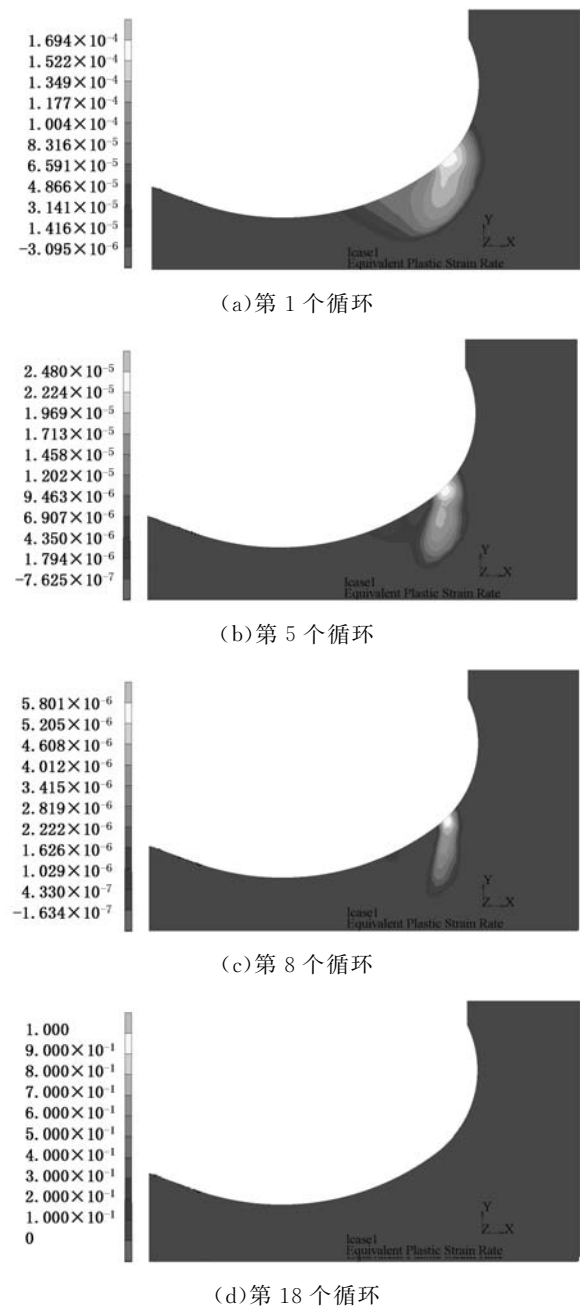 1.694×10⁻⁴
1.522×10⁻⁴
1.349×10⁻⁴
1.177×10⁻⁴
1.004×10⁻⁴
8.316×10⁻⁵
6.591×10⁻⁵
4.866×10⁻⁵
3.141×10⁻⁵
1.416×10⁻⁵
−3.095×10⁻⁶
Y
Z X
lcase1
Equivalent Plastic Strain Rate
(a)第 1 个循环
2.480×10⁻⁵
2.224×10⁻⁵
1.969×10⁻⁵
1.713×10⁻⁵
1.458×10⁻⁵
1.202×10⁻⁵
9.463×10⁻⁶
6.907×10⁻⁶
4.350×10⁻⁶
1.794×10⁻⁶
−7.625×10⁻⁷
Y
Z X
lcase1
Equivalent Plastic Strain Rate
(b)第 5 个循环
5.801×10⁻⁶
5.205×10⁻⁶
4.608×10⁻⁶
4.012×10⁻⁶
3.415×10⁻⁶
2.819×10⁻⁶
2.222×10⁻⁶
1.626×10⁻⁶
1.029×10⁻⁶
4.330×10⁻⁷
−1.634×10⁻⁷
Y
Z X
lcase1
Equivalent Plastic Strain Rate
(c)第 8 个循环
1.000
9.000×10⁻¹
8.000×10⁻¹
7.000×10⁻¹
6.000×10⁻¹
5.000×10⁻¹
4.000×10⁻¹
3.000×10⁻¹
2.000×10⁻¹
1.000×10⁻¹
0
Y
Z X
lcase1
Equivalent Plastic Strain Rate
(d)第 18 个循环